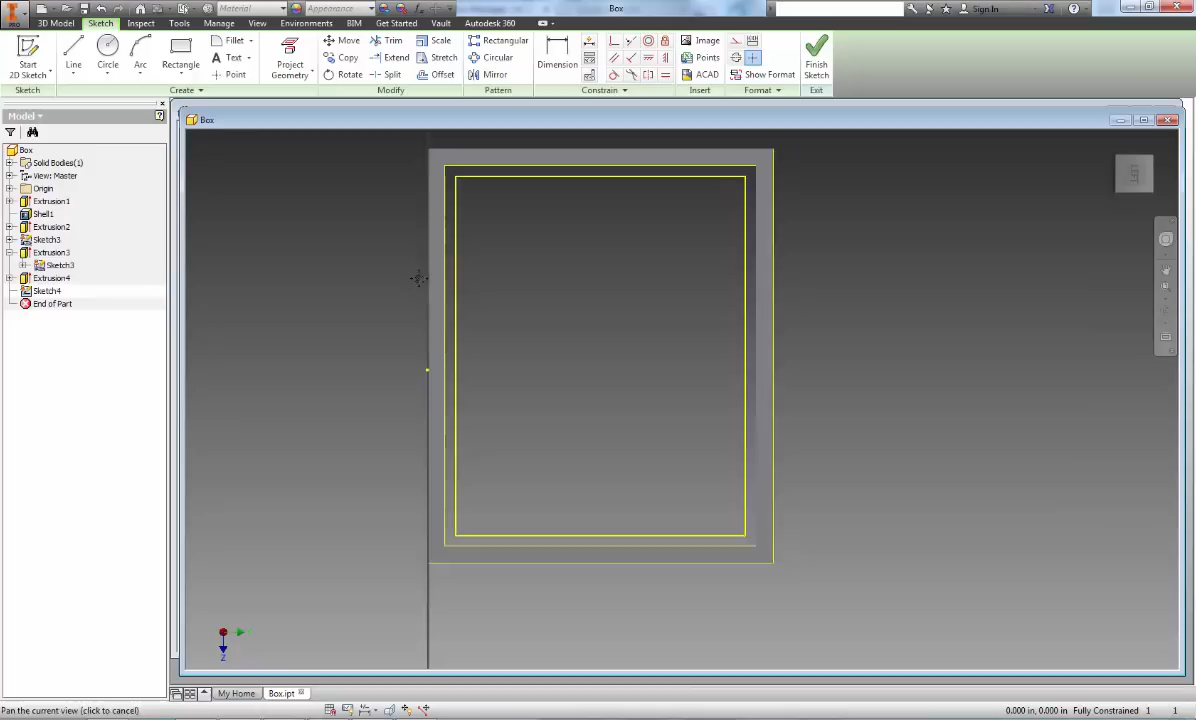 Material
Appearance
Box
Sign In
PRO
3D Model Sketch Inspect Tools Manage View Environments BIM Get Started Vault Autodesk 360
Start
2D Sketch
Line
Circle
Arc
Rectangle
Fillet
Text
Point
Project
Geometry
Move
Copy
Rotate
Trim
Extend
Split
Scale
Stretch
Offset
Rectangular
Circular
Mirror
Dimension
Image
Points
ACAD
Show Format
Finish
Sketch
Sketch Create Modify Pattern Constrain Insert Format Exit
Model
Box
Box
Solid Bodies(1)
View: Master
Origin
Extrusion1
Shell1
Extrusion2
Sketch3
Extrusion3
Sketch3
Extrusion4
Sketch4
End of Part
Z
My Home Box.ipt
Pan the current view (click to cancel)
0.000 in, 0.000 in Fully Constrained 1 1